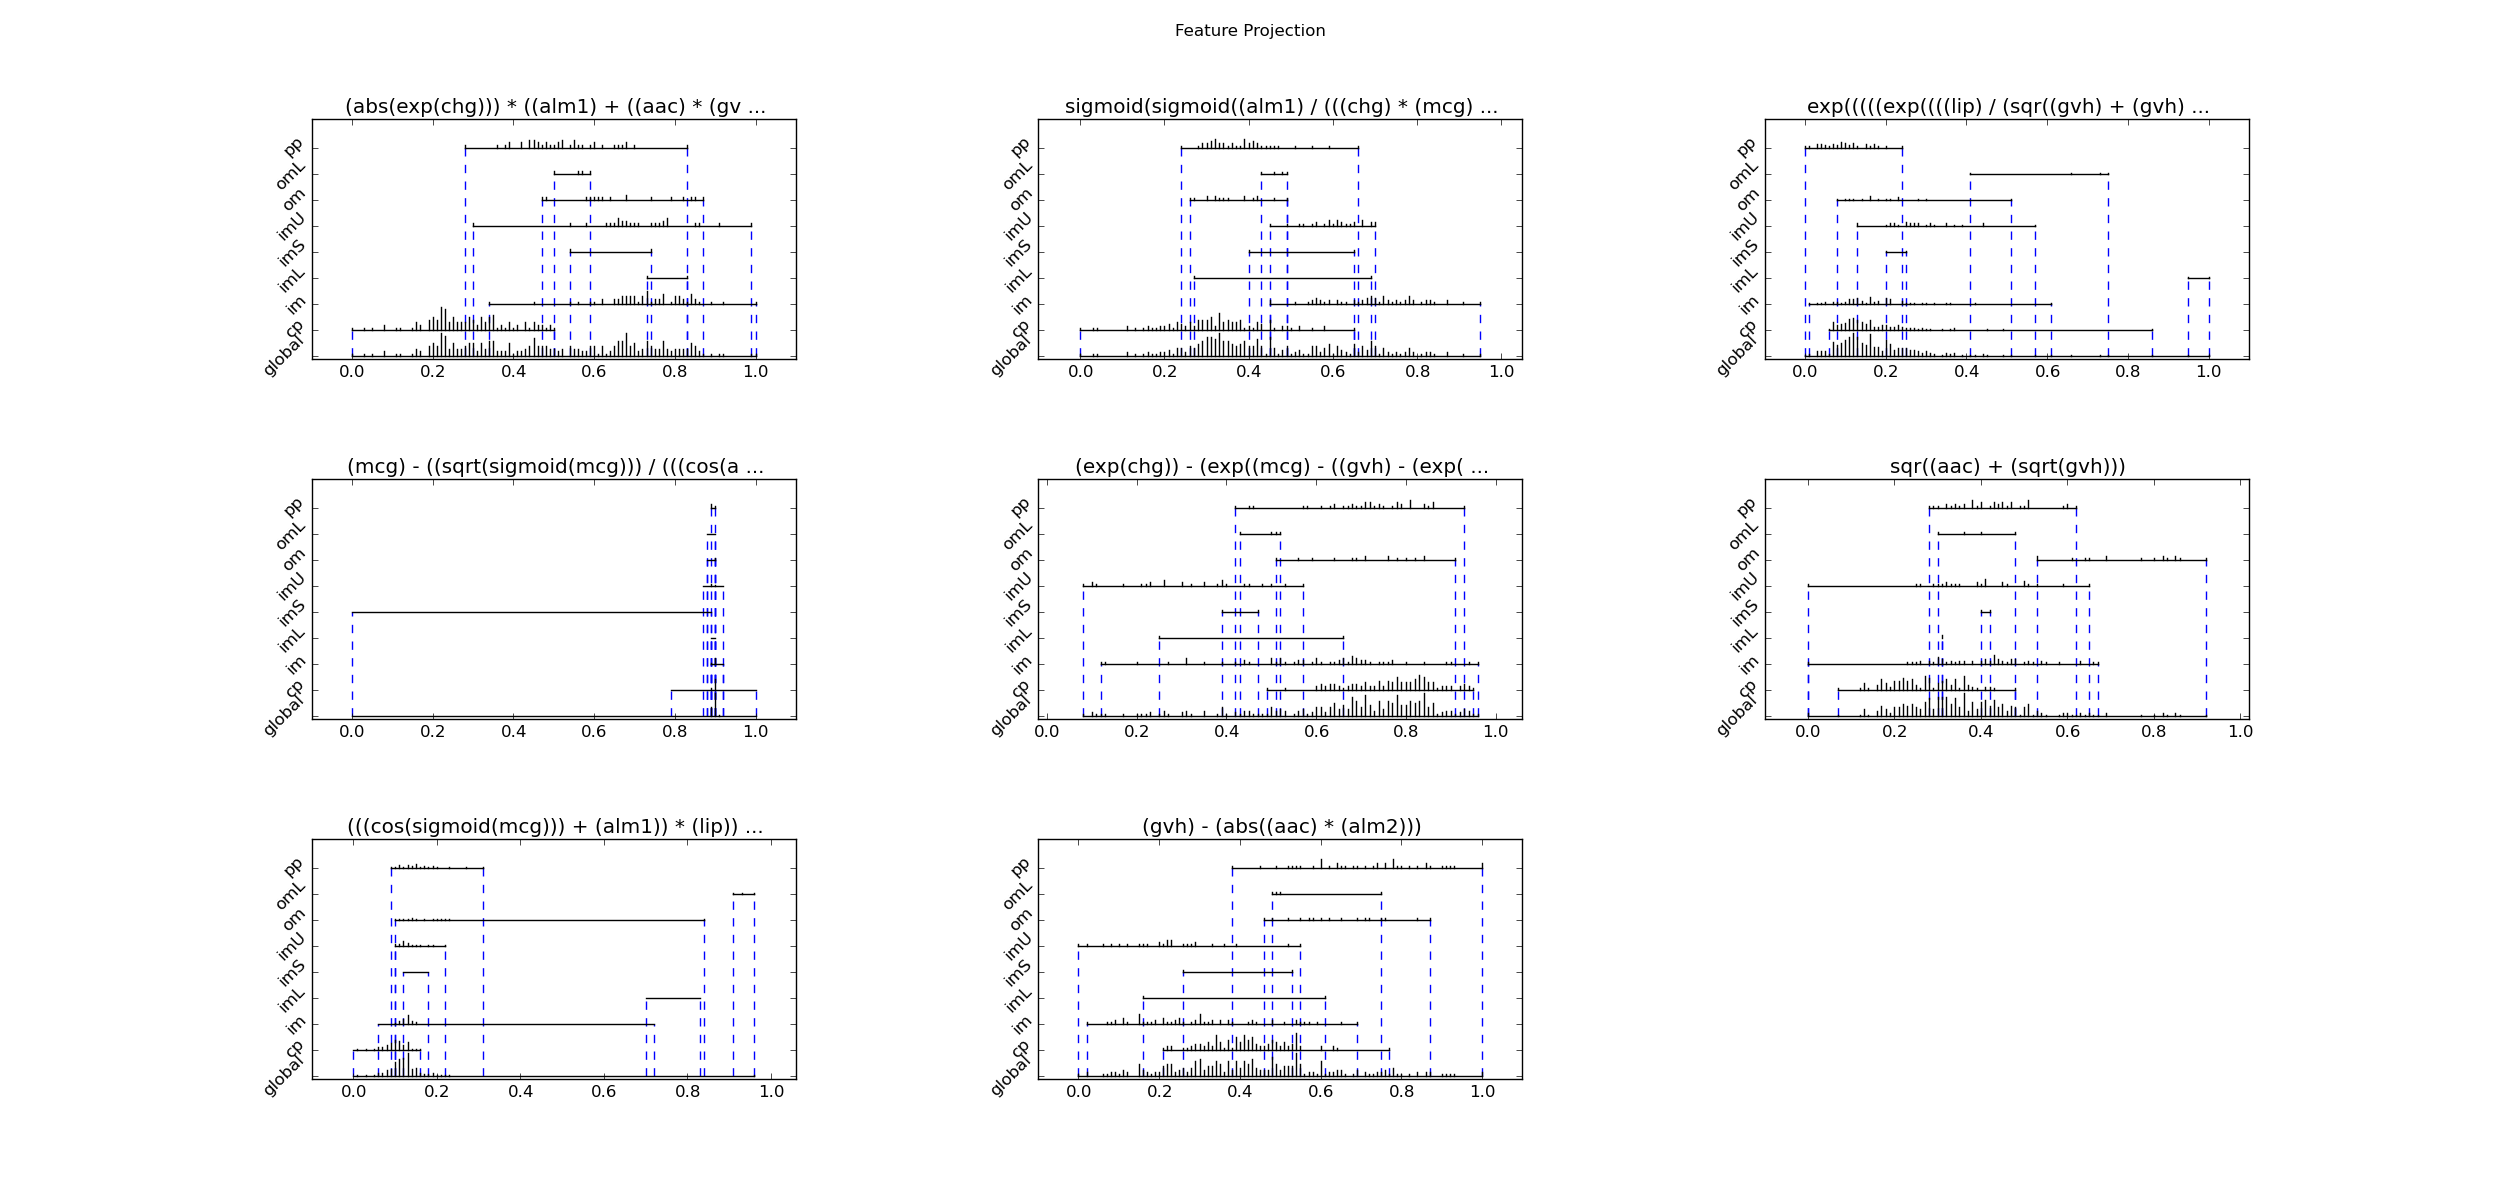 Feature Projection
(abs(exp(chg))) * ((alm1) + ((aac) * (gv ...
pp
omL
om
imU
imS
imL
im
cp
global
0.0 0.2 0.4 0.6 0.8 1.0
sigmoid(sigmoid((alm1) / (((chg) * (mcg) ...
pp
omL
om
imU
imS
imL
im
cp
global
0.0 0.2 0.4 0.6 0.8 1.0
exp(((((exp((((lip) / (sqr((gvh) + (gvh) ...
pp
omL
om
imU
imS
imL
im
cp
global
0.0 0.2 0.4 0.6 0.8 1.0
(mcg) - ((sqrt(sigmoid(mcg))) / (((cos(a ...
pp
omL
om
imU
imS
imL
im
cp
global
0.0 0.2 0.4 0.6 0.8 1.0
(exp(chg)) - (exp((mcg) - ((gvh) - (exp( ...
pp
omL
om
imU
imS
imL
im
cp
global
0.0 0.2 0.4 0.6 0.8 1.0
sqr((aac) + (sqrt(gvh)))
pp
omL
om
imU
imS
imL
im
cp
global
0.0 0.2 0.4 0.6 0.8 1.0
(((cos(sigmoid(mcg))) + (alm1)) * (lip)) ...
pp
omL
om
imU
imS
imL
im
cp
global
0.0 0.2 0.4 0.6 0.8 1.0
(gvh) - (abs((aac) * (alm2)))
pp
omL
om
imU
imS
imL
im
cp
global
0.0 0.2 0.4 0.6 0.8 1.0